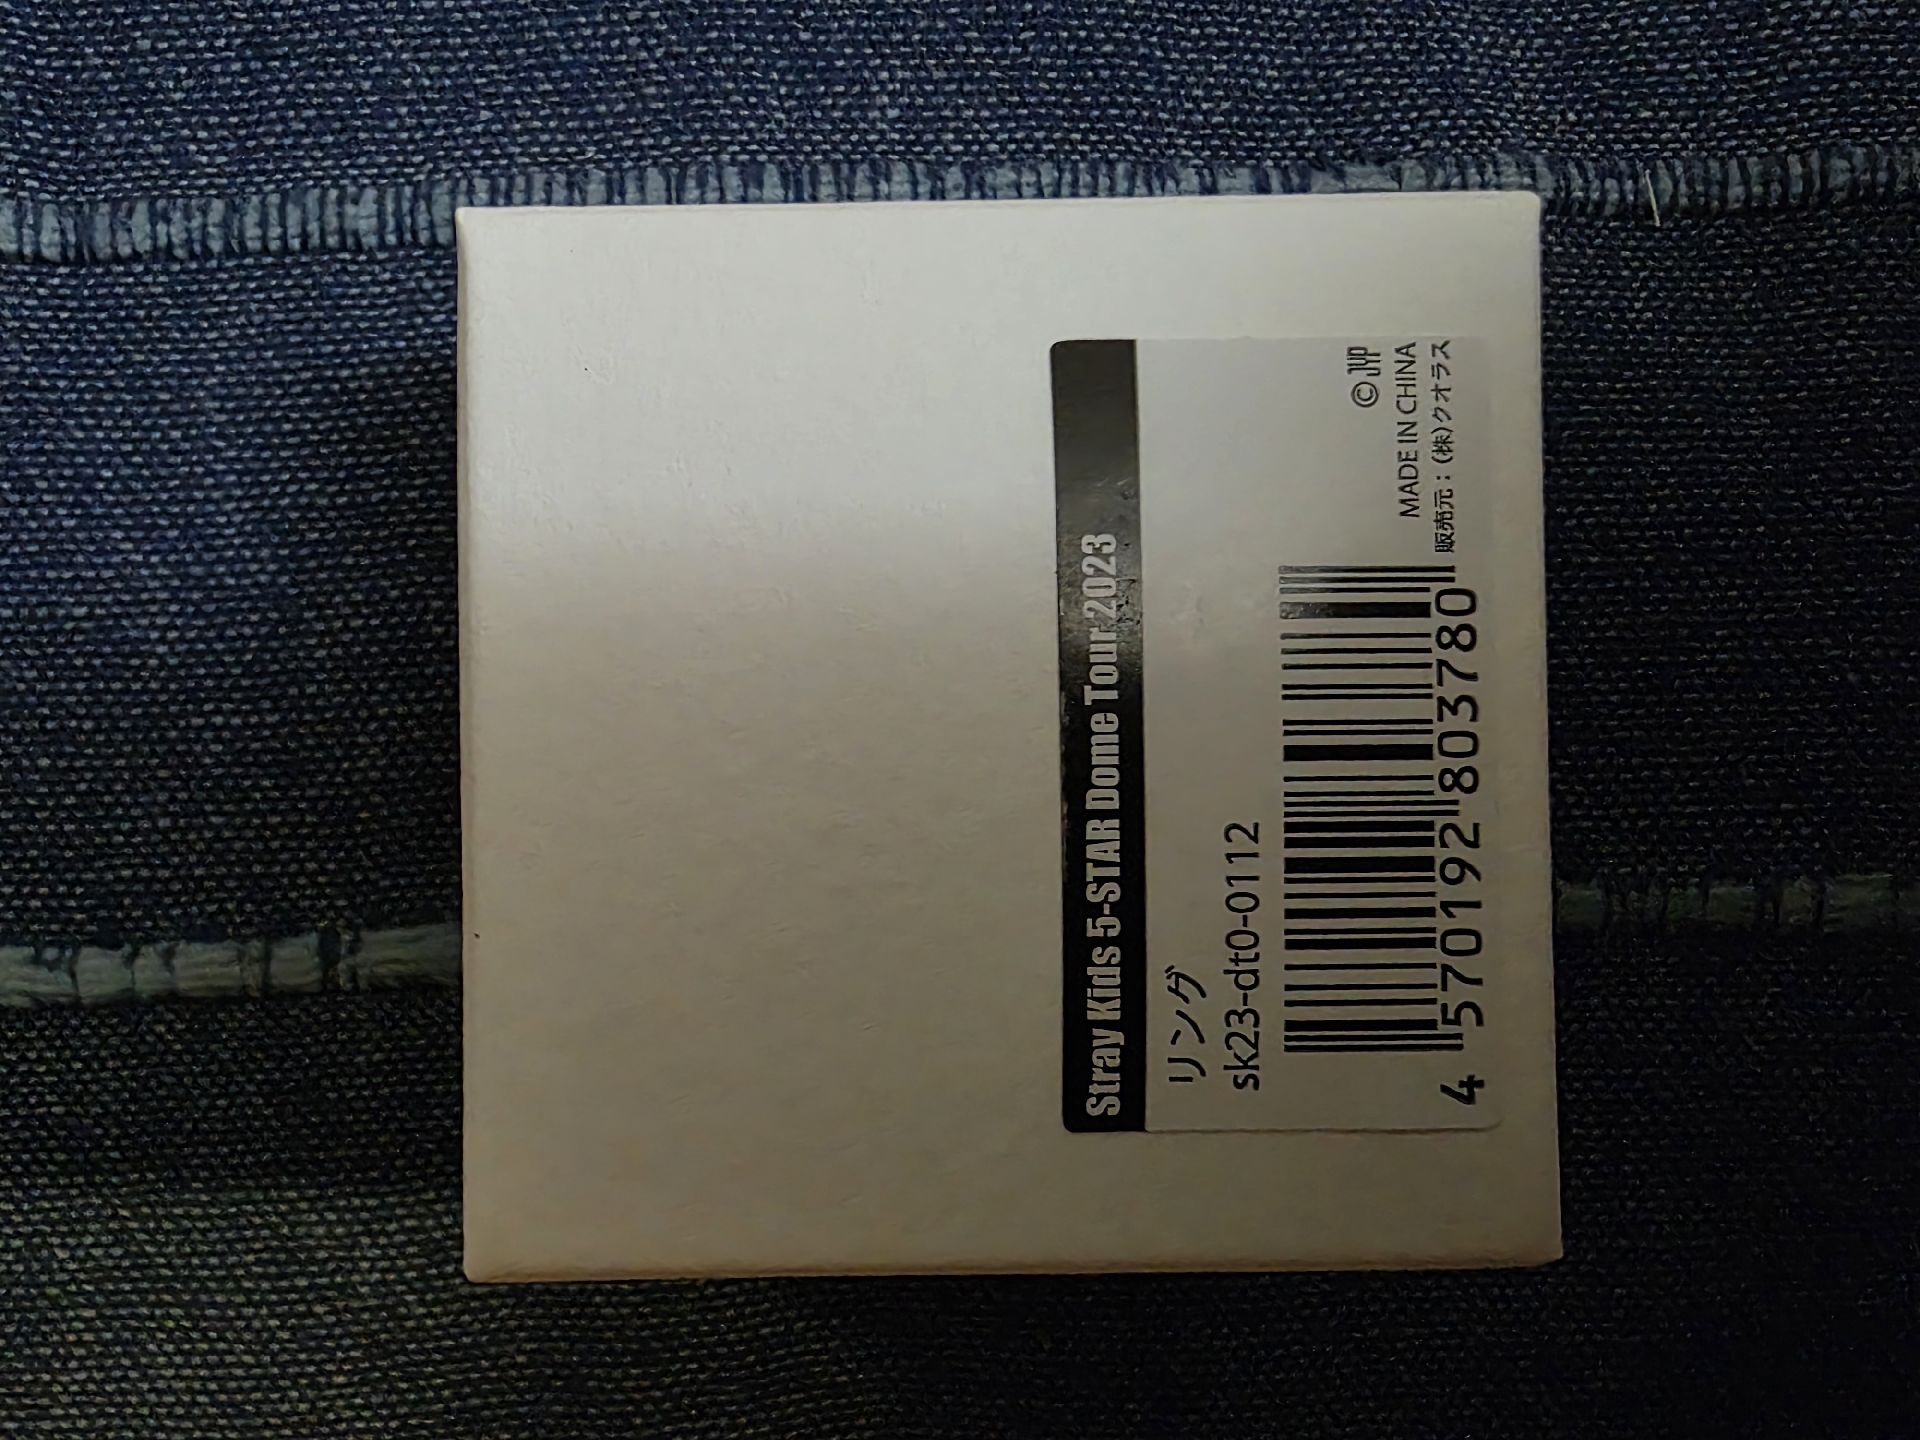 Stray Kids 5-STAR Dome Tour 2023
リング
sk23-dt0-0112
4 570192 803780
© JYP
MADE IN CHINA
販売元：(株)クオラス